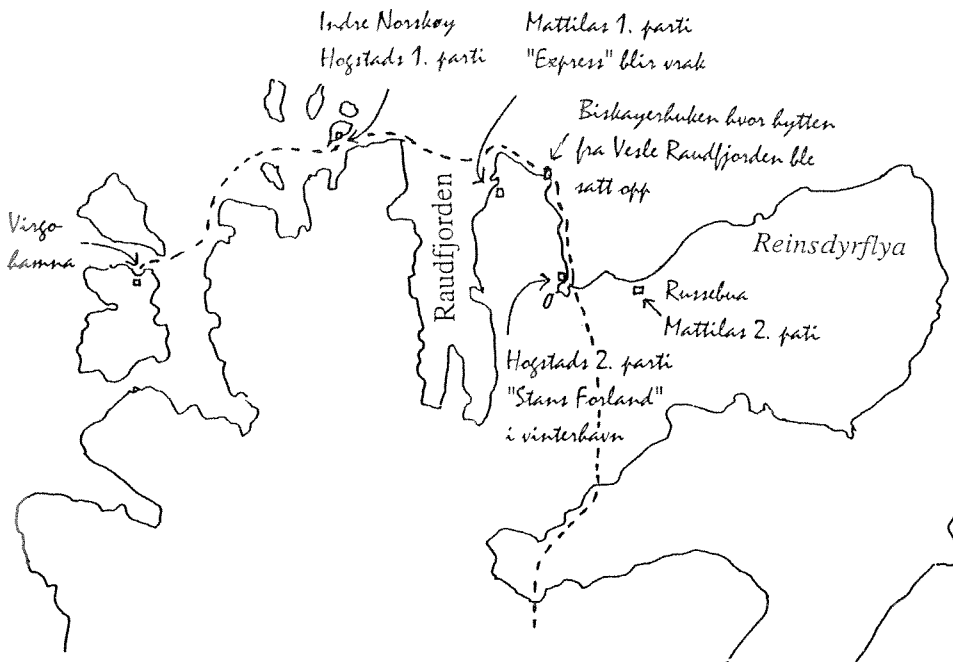 Indre Norskøy
Hogstads 1. parti
Mattilas 1. parti
"Express" blir vrak
Biskayerhuken hvor hytten
fra Vesle Raudfjorden ble
satt opp
Virgo
hamna
Raudfjorden
Reinsdyrflya
Russebua
Mattilas 2. pati
Hogstads 2. parti
"Stans Forland"
i vinterhavn